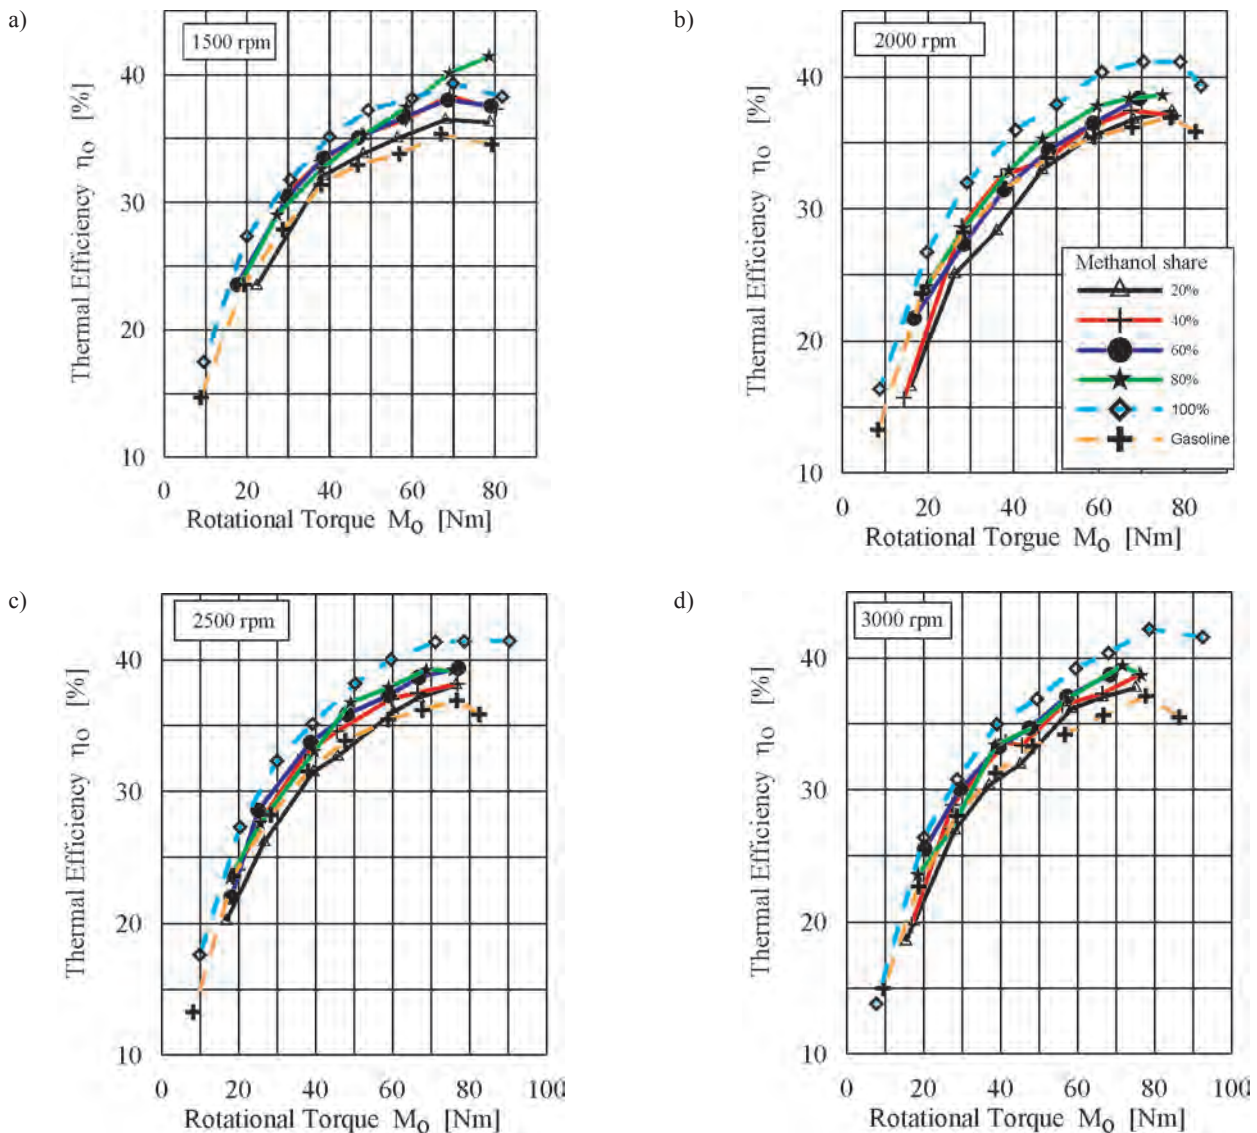 a)
1500 rpm
Thermal Efficiency ηo [%]
40
30
20
10
0 20 40 60 80
Rotational Torque Mo [Nm]
b)
2000 rpm
Thermal Efficiency ηo [%]
40
30
20
10
Methanol share
20%
40%
60%
80%
100%
Gasoline
0 20 40 60 80
Rotational Torgue Mo [Nm]
c)
2500 rpm
Thermal Efficiency ηo [%]
40
30
20
10
0 20 40 60 80 100
Rotational Torque Mo [Nm]
d)
3000 rpm
Thermal Efficiency ηo [%]
40
30
20
10
0 20 40 60 80 100
Rotational Torque Mo [Nm]